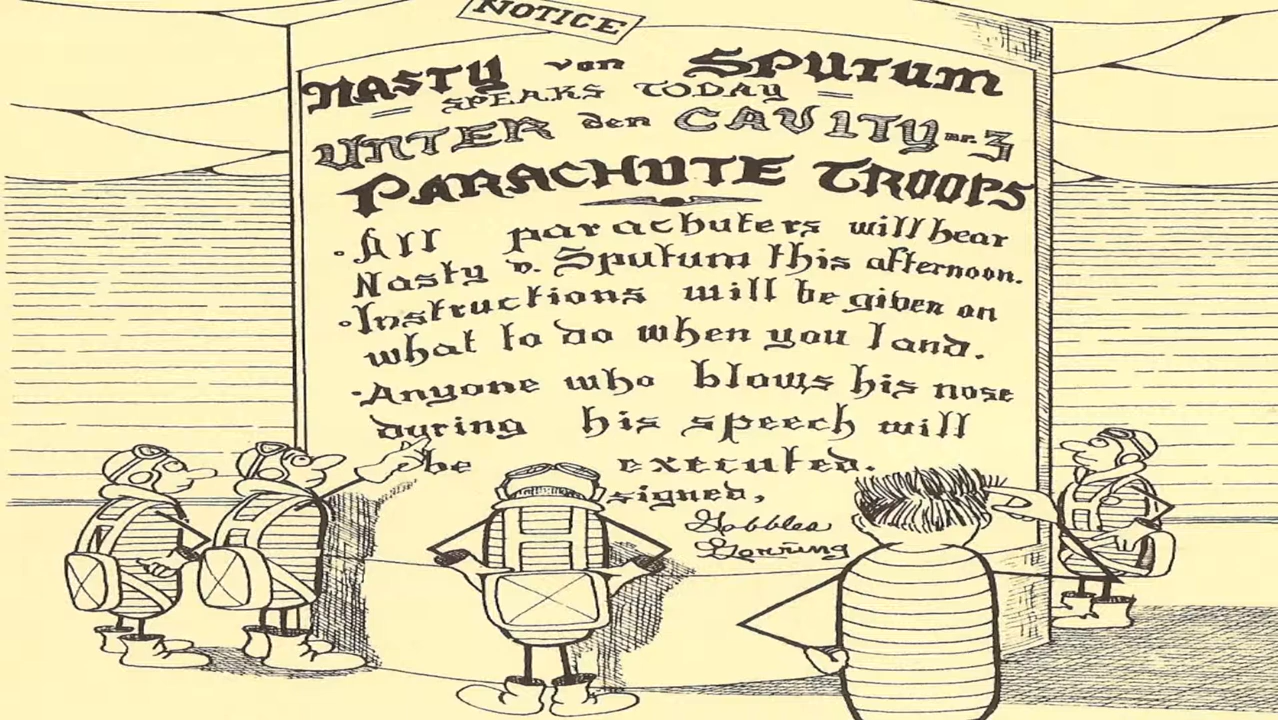 NOTICE
NASTY von SPUTUM
SPEAKS TODAY
UNTER den CAVITY nr. 3
PARACHUTE TROOPS
• All parachuters will hear
Nasty v. Sputum this afternoon.
• Instructions will be given on
what to do when you land.
• Anyone who blows his nose
during his speech will
be executed.
signed,
Gobbles
Gerring